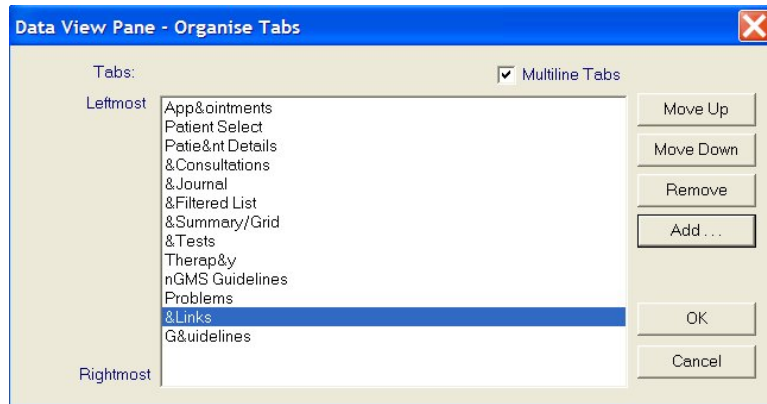 Data View Pane - Organise Tabs
Tabs:
Multiline Tabs
Leftmost
App&ointments
Patient Select
Patie&nt Details
&Consultations
&Journal
&Filtered List
&Summary/Grid
&Tests
Therap&y
nGMS Guidelines
Problems
&Links
G&uidelines
Rightmost
Move Up
Move Down
Remove
Add . . .
OK
Cancel